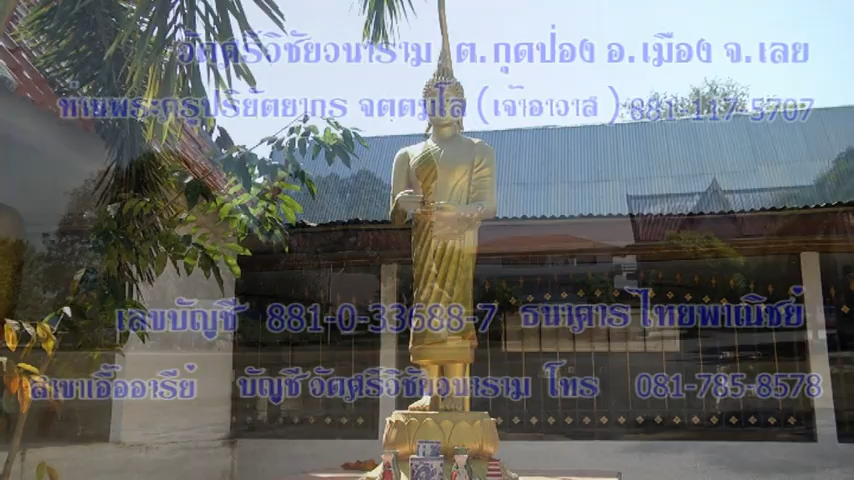 วัดศรีวิชัยวนาราม ต.กุดป่อง อ.เมือง จ.เลย
ท่านพระครูปริยัตยากร จตฺตมโล ( เจ้าอาวาส ) 881-117-5707
เลขบัญชี 881-0-33688-7 ธนาคารไทยพาณิชย์
สาขาเอื้ออารีย์ บัญชี วัดศรีวิชัยวนาราม โทร 081-785-8578